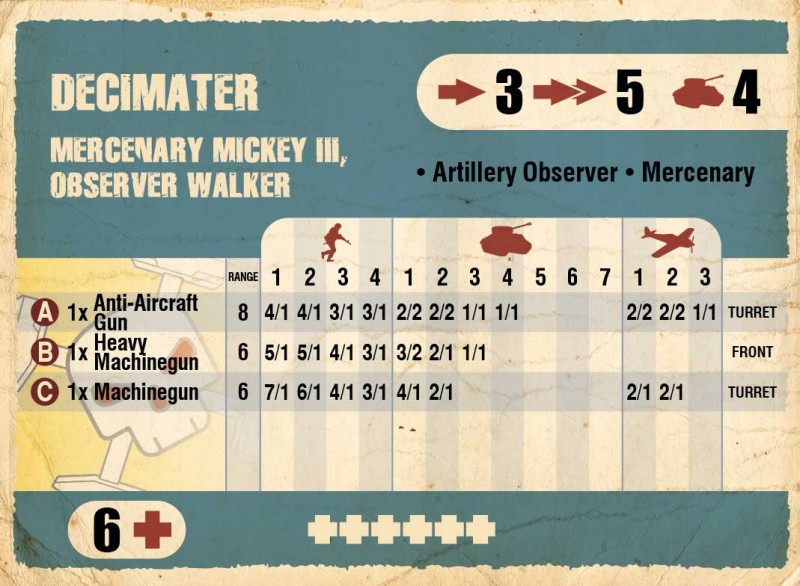 DECIMATER
3 5 4
MERCENARY MICKEY III,
OBSERVER WALKER
• Artillery Observer • Mercenary
RANGE 1 2 3 4 1 2 3 4 5 6 7 1 2 3
A 1x Anti-Aircraft
Gun 8 4/1 4/1 3/1 3/1 2/2 2/2 1/1 1/1 2/2 2/2 1/1 TURRET
B 1x Heavy
Machinegun 6 5/1 5/1 4/1 3/1 3/2 2/1 1/1 FRONT
C 1x Machinegun 6 7/1 6/1 4/1 3/1 4/1 2/1 2/1 2/1 TURRET
6